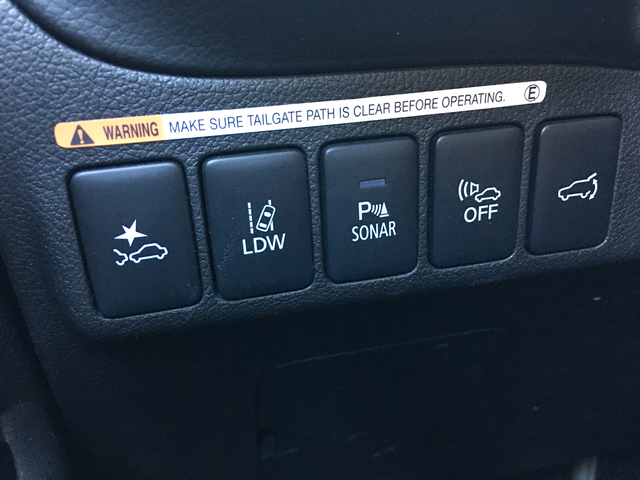 WARNING MAKE SURE TAILGATE PATH IS CLEAR BEFORE OPERATING. E
LDW
P
SONAR
OFF